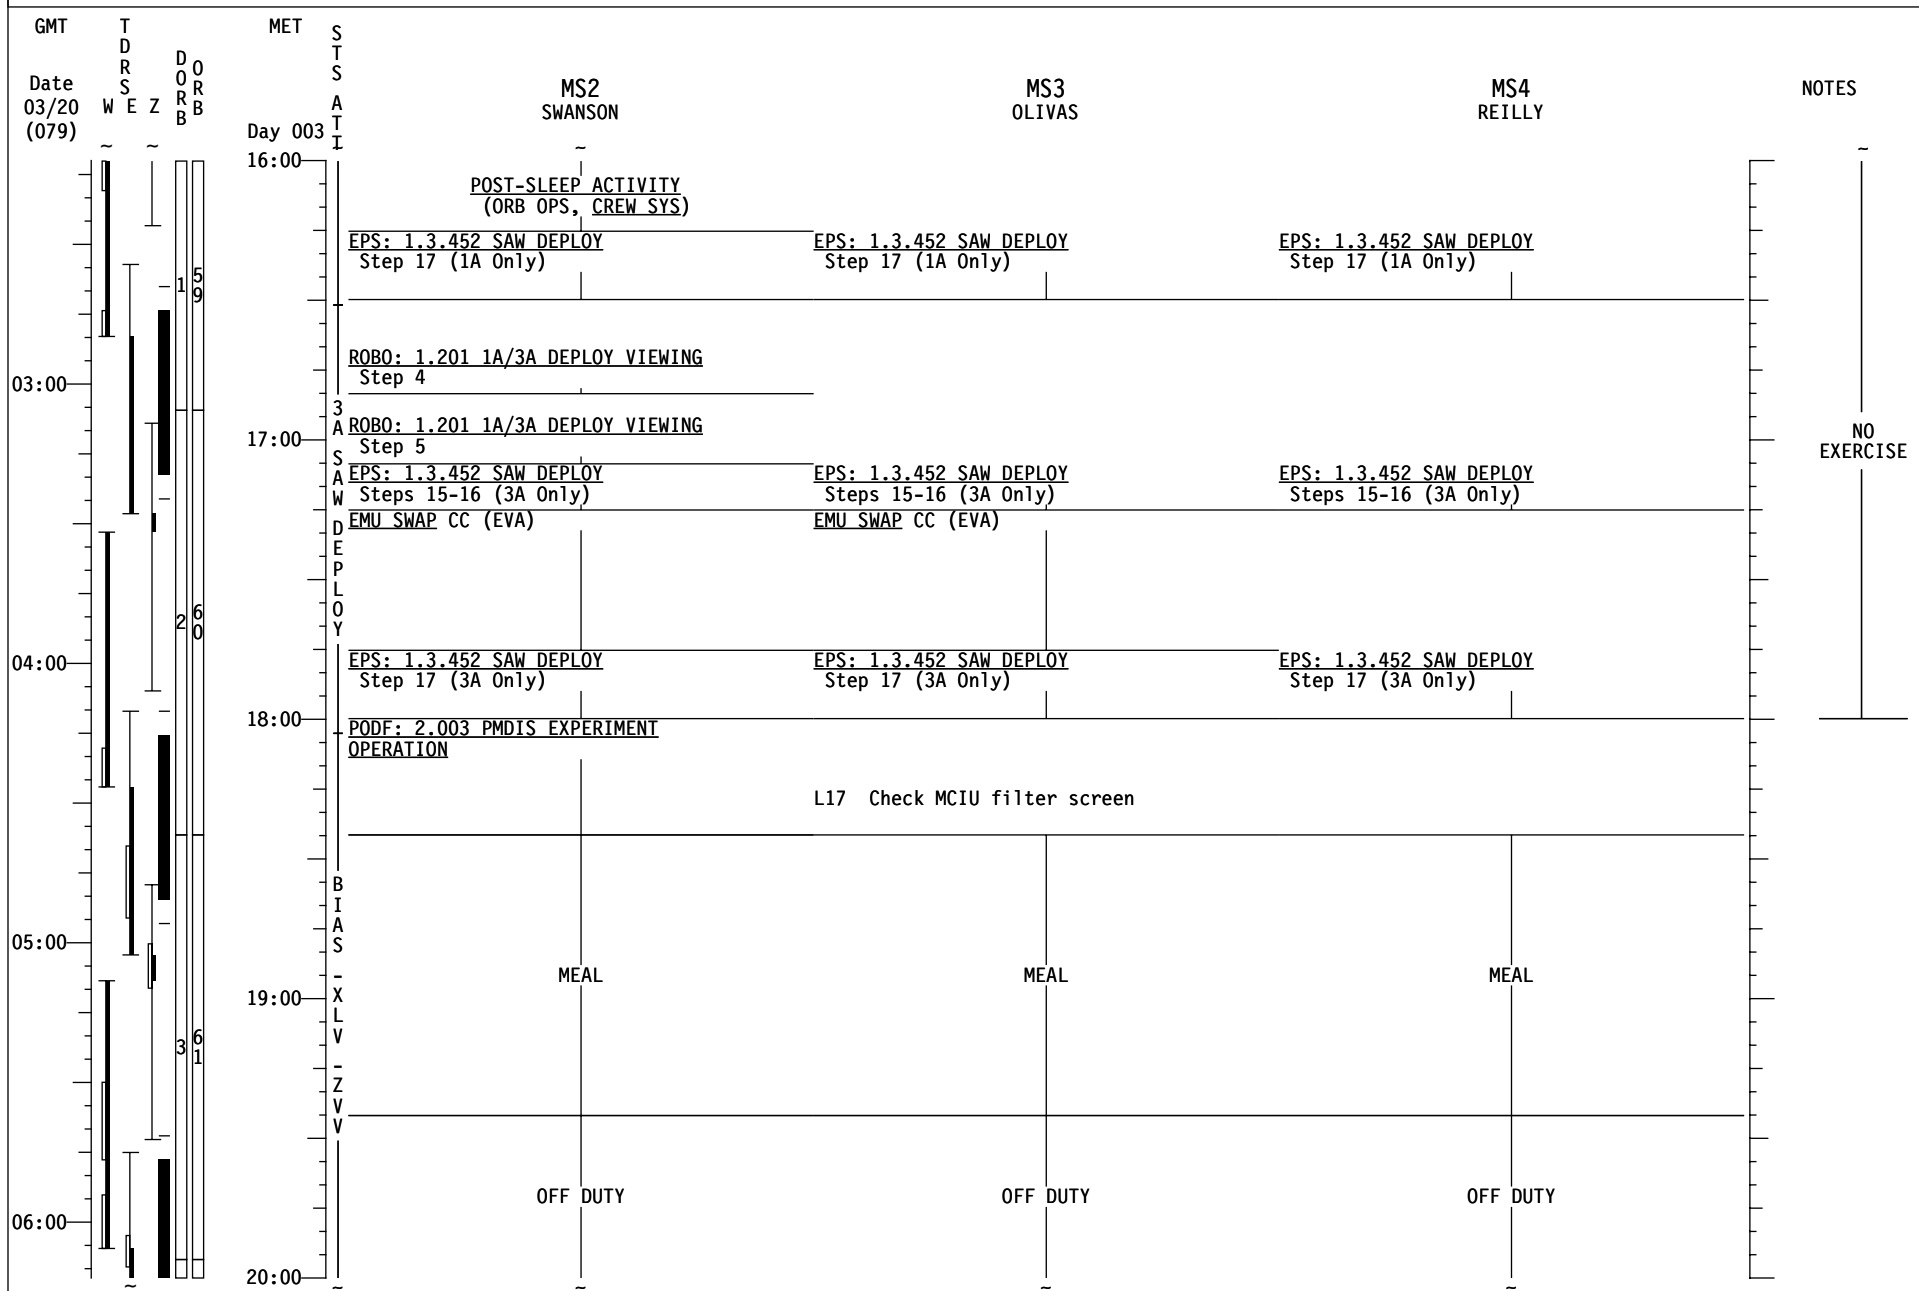 GMT
TDRS
MET
STS ATT
DORB
ORB
Date
03/20
(079)
W E Z
MS2
SWANSON
MS3
OLIVAS
MS4
REILLY
NOTES
Day 003
~ ~ ~ ~ ~
16:00
POST-SLEEP ACTIVITY
(ORB OPS, CREW SYS)
EPS: 1.3.452 SAW DEPLOY
Step 17 (1A Only)
EPS: 1.3.452 SAW DEPLOY
Step 17 (1A Only)
EPS: 1.3.452 SAW DEPLOY
Step 17 (1A Only)
1
59
ROBO: 1.201 1A/3A DEPLOY VIEWING
Step 4
03:00
3A SAW DEPLOY
ROBO: 1.201 1A/3A DEPLOY VIEWING
Step 5
17:00
NO
EXERCISE
EPS: 1.3.452 SAW DEPLOY
Steps 15-16 (3A Only)
EPS: 1.3.452 SAW DEPLOY
Steps 15-16 (3A Only)
EPS: 1.3.452 SAW DEPLOY
Steps 15-16 (3A Only)
EMU SWAP CC (EVA)
EMU SWAP CC (EVA)
2
60
04:00
EPS: 1.3.452 SAW DEPLOY
Step 17 (3A Only)
EPS: 1.3.452 SAW DEPLOY
Step 17 (3A Only)
EPS: 1.3.452 SAW DEPLOY
Step 17 (3A Only)
18:00
PODF: 2.003 PMDIS EXPERIMENT
OPERATION
L17 Check MCIU filter screen
BIAS -XLV -ZVV
05:00
MEAL
MEAL
MEAL
19:00
3
61
OFF DUTY
OFF DUTY
OFF DUTY
06:00
20:00
~ ~ ~ ~ ~